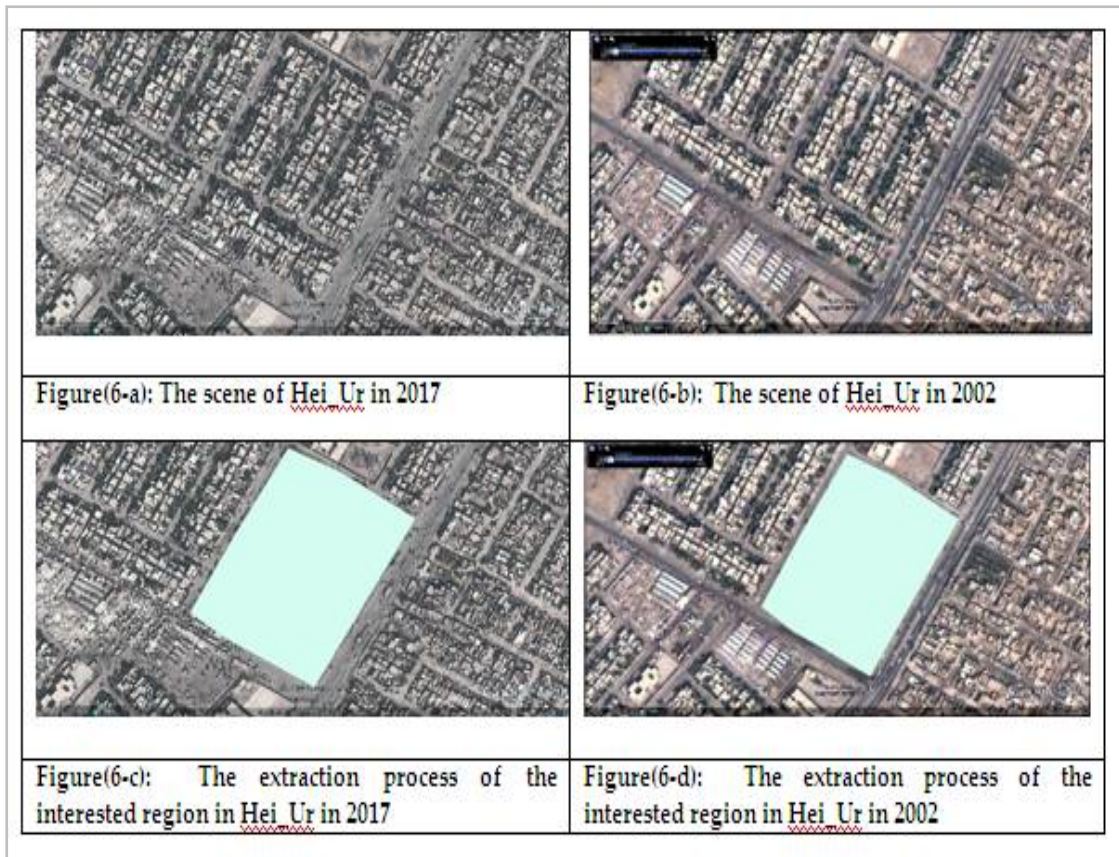 Figure(6-a): The scene of Hei_Ur in 2017
Figure(6-b): The scene of Hei_Ur in 2002
Figure(6-c): The extraction process of the
interested region in Hei_Ur in 2017
Figure(6-d): The extraction process of the
interested region in Hei_Ur in 2002